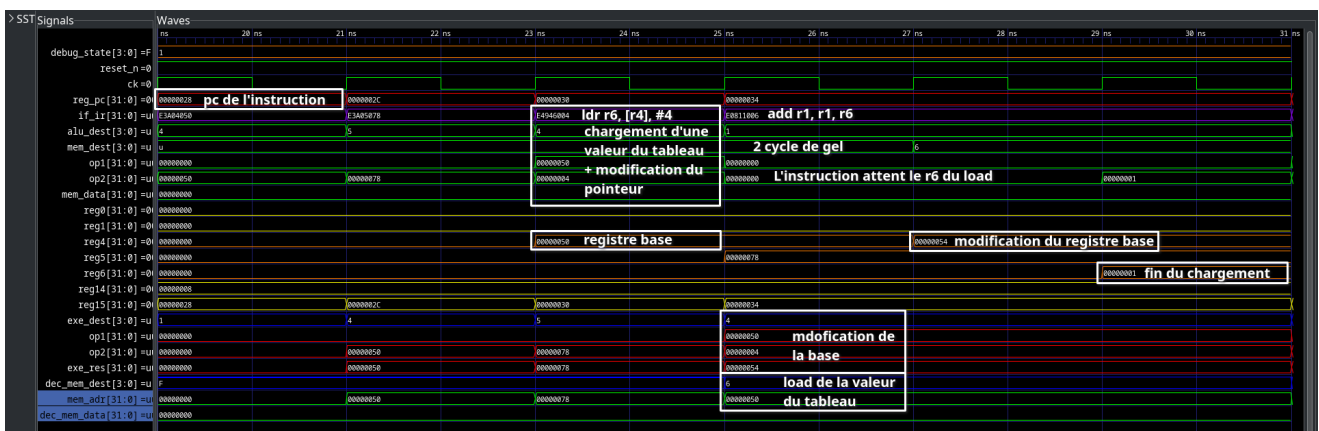 SST Signals Waves
ns 20 ns 21 ns 22 ns 23 ns 24 ns 25 ns 26 ns 27 ns 28 ns 29 ns 30 ns 31 ns
debug_state[3:0] =F 1
reset_n =0
ck =0
reg_pc[31:0] =0 00000028 pc de l'instruction 0000002C 00000030 00000034
if_ir[31:0] =u E3A04050 E3A05078 E4946004 ldr r6, [r4], #4 E0811006 add r1, r1, r6
alu_dest[3:0] =u 4 5 4 chargement d'une 1
mem_dest[3:0] =u u valeur du tableau 2 cycle de gel 6
op1[31:0] =u 00000000 00000050 + modification du 00000000
op2[31:0] =u 00000050 00000078 00000004 pointeur 00000000 L'instruction attent le r6 du load 00000001
mem_data[31:0] =u 00000000
reg0[31:0] =0 00000000
reg1[31:0] =0 00000000
reg4[31:0] =0 00000000 00000050 registre base 00000054 modification du registre base
reg5[31:0] =0 00000000 00000078
reg6[31:0] =0 00000000 00000001 fin du chargement
reg14[31:0] =0 00000008
reg15[31:0] =0 00000028 0000002C 00000030 00000034
exe_dest[3:0] =u 1 4 5 4
op1[31:0] =u 00000000 00000050 mdofication de
op2[31:0] =u 00000000 00000050 00000078 00000004 la base
exe_res[31:0] =u 00000000 00000050 00000078 00000054
dec_mem_dest[3:0] =u F 6 load de la valeur
mem_adr[31:0] =u 00000000 00000050 00000078 00000050 du tableau
dec_mem_data[31:0] =u 00000000